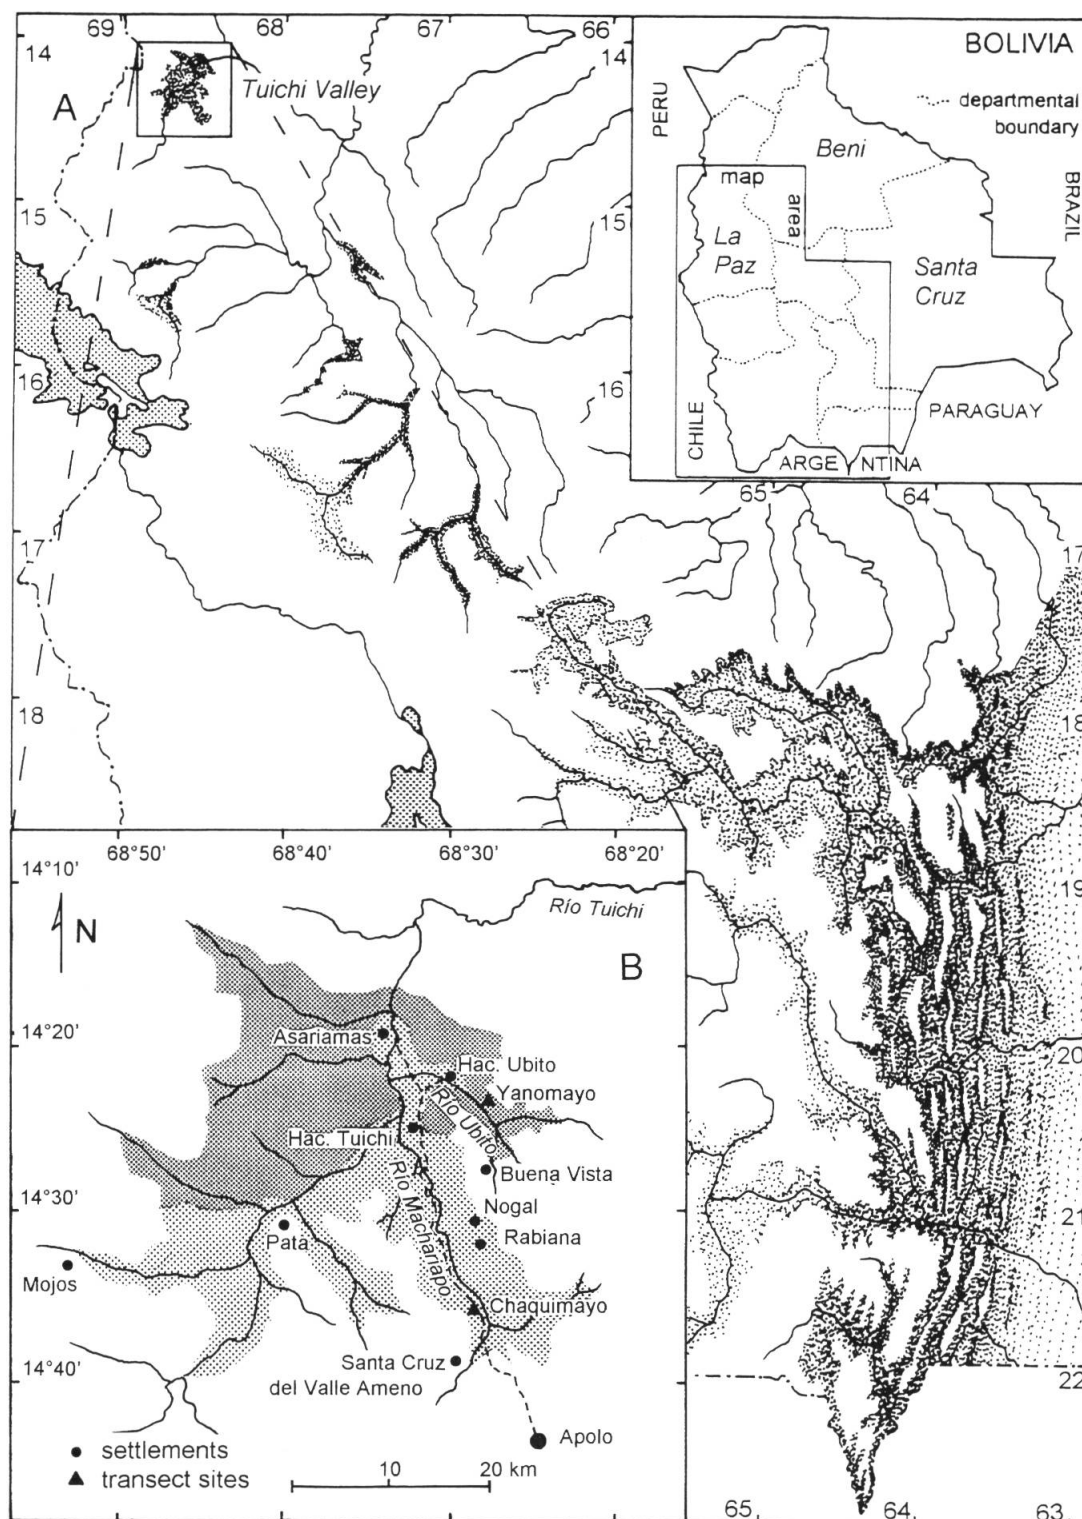 69
68
67
66
14
A
Tuichi Valley
14
BOLIVIA
departmental
boundary
PERU
Beni
BRAZIL
map
area
La
Paz
Santa
Cruz
CHILE
PARAGUAY
ARGE NTINA
15
15
16
16
65
64
17
17
18
18
19
20
21
22
65
64
63
68°50'
68°40'
68°30'
68°20'
14°10'
N
Río Tuichi
B
14°20'
Asariamas
Hac. Ubito
Yanomayo
Río Ubito
Hac. Tuichi
Río Machariapo
Buena Vista
14°30'
Nogal
Pata
Rabiana
Mojos
Chaquimayo
14°40'
Santa Cruz
del Valle Ameno
Apolo
settlements
transect sites
10
20 km